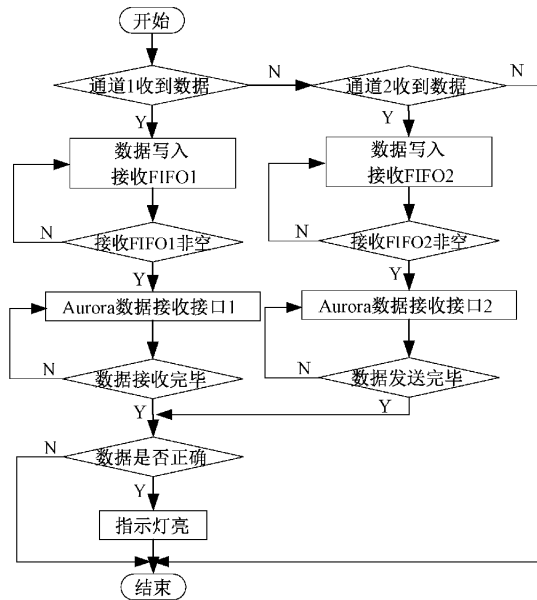 开始
通道1收到数据
N
通道2收到数据
N
Y
Y
数据写入
接收FIFO1
数据写入
接收FIFO2
N
接收FIFO1非空
N
接收FIFO2非空
Y
Y
Aurora数据接收接口1
Aurora数据接收接口2
N
数据接收完毕
N
数据发送完毕
Y
Y
N
数据是否正确
Y
指示灯亮
结束